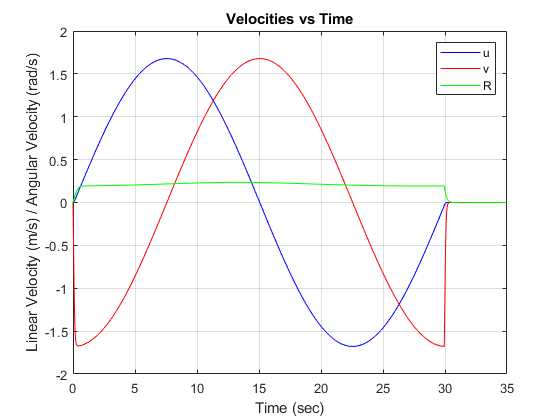 Velocities vs Time
Linear Velocity (m/s) / Angular Velocity (rad/s)
2
1.5
1
0.5
0
-0.5
-1
-1.5
-2
u
v
R
0 5 10 15 20 25 30 35
Time (sec)